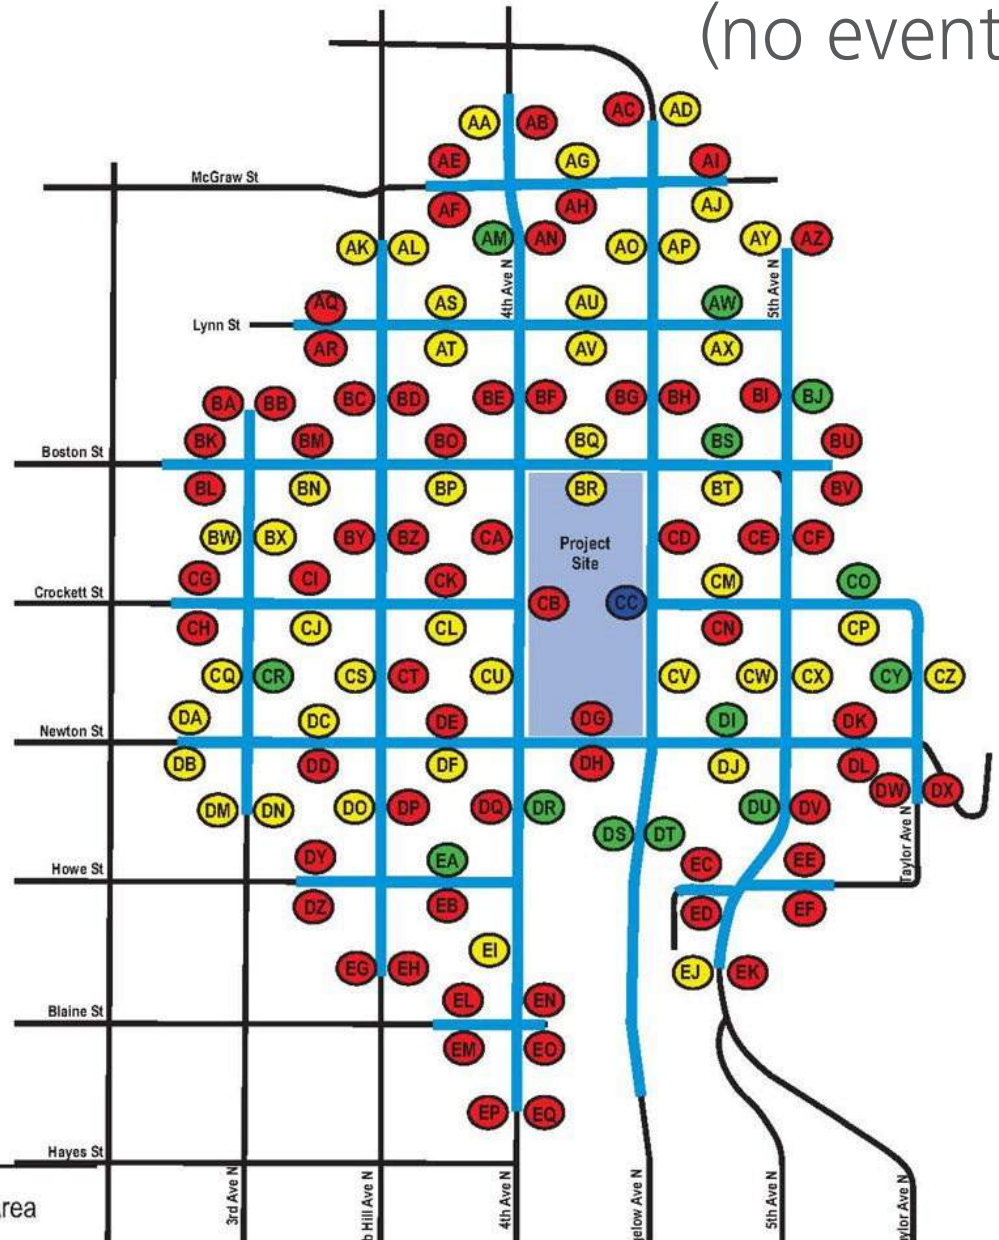 (no event
AA AB AC AD
AE AG AI
McGraw St
AF AH AJ
AK AL AM AN AO AP AY AZ
4th Ave N
5th Ave N
AQ AS AU AW
Lynn St
AR AT AV AX
BA BB BC BD BE BF BG BH BI BJ
BK BM BO BQ BS BU
Boston St
BL BN BP BR BT BV
BW BX BY BZ CA CD CE CF
Project
Site
CG CI CK CM CO
Crockett St
CB CC
CH CJ CL CN CP
CQ CR CS CT CU CV CW CX CY CZ
DA DC DE DG DI DK
Newton St
DB DD DF DH DJ DL
DW DX
DM DN DO DP DQ DR DU DV
DS DT
Taylor Ave N
DY EA EC EE
Howe St
DZ EB ED EF
EI
EG EH EJ EK
EL EN
Blaine St
EM EO
EP EQ
Hayes St
3rd Ave N
b Hill Ave N
4th Ave N
gelow Ave N
5th Ave N
aylor Ave N
rea